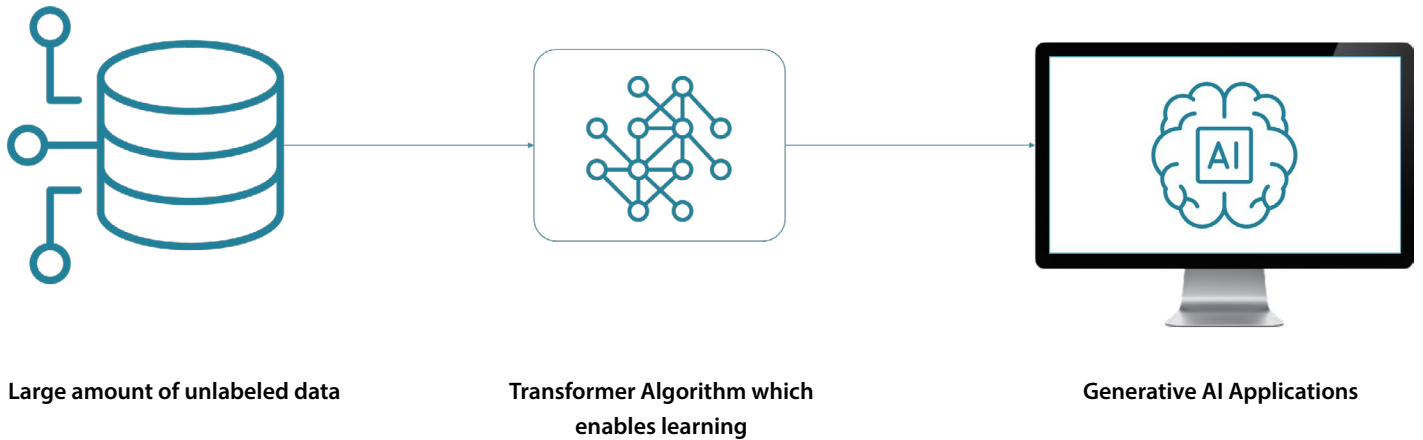 AI
Large amount of unlabeled data
Transformer Algorithm which
enables learning
Generative AI Applications